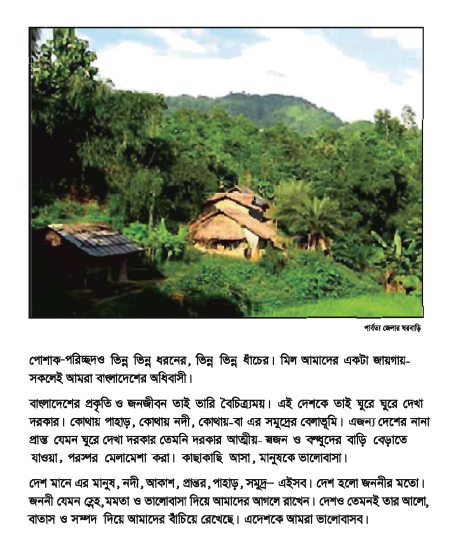 পার্বত্য জেলার ঘরবাড়ি
পোশাক-পরিচ্ছদও ভিন্ন ভিন্ন ধরনের, ভিন্ন ভিন্ন ধাঁচের। মিল আমাদের একটা জায়গায়-
সকলেই আমরা বাংলাদেশের অধিবাসী।
বাংলাদেশের প্রকৃতি ও জনজীবন তাই ভারি বৈচিত্র্যময়। এই দেশকে তাই ঘুরে ঘুরে দেখা
দরকার। কোথায় পাহাড়, কোথায় নদী, কোথায়-বা এর সমুদ্রের বেলাভূমি। এজন্য দেশের নানা
প্রান্ত যেমন ঘুরে দেখা দরকার তেমনি দরকার আত্মীয়- স্বজন ও বন্ধুদের বাড়ি বেড়াতে
যাওয়া, পরস্পর মেলামেশা করা। কাছাকাছি আসা, মানুষকে ভালোবাসা।
দেশ মানে এর মানুষ, নদী, আকাশ, প্রান্তর, পাহাড়, সমুদ্র– এইসব। দেশ হলো জননীর মতো।
জননী যেমন স্নেহ, মমতা ও ভালোবাসা দিয়ে আমাদের আগলে রাখেন। দেশও তেমনই তার আলো,
বাতাস ও সম্পদ দিয়ে আমাদের বাঁচিয়ে রেখেছে। এদেশকে আমরা ভালোবাসব।